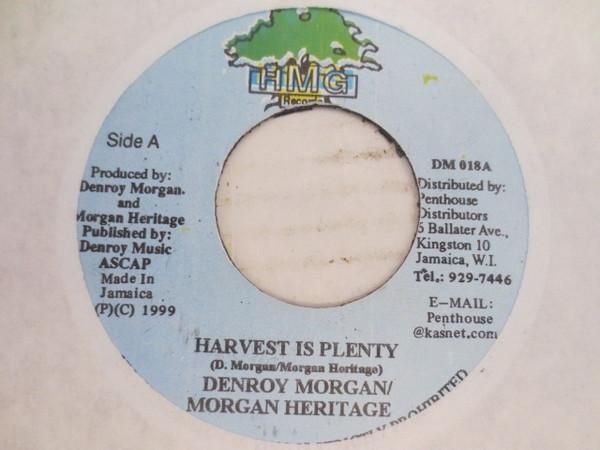 HMG
Records
Side A
Produced by:
Denroy Morgan.
and
Morgan Heritage
Published by:
Denroy Music
ASCAP
Made In
Jamaica
(P)(C) 1999
DM 018A
Distributed by:
Penthouse
Distributors
6 Ballater Ave.,
Kingston 10
Jamaica, W.I.
Tel.: 929-7446
E-MAIL:
Penthouse
@kasnet.com
HARVEST IS PLENTY
(D. Morgan/Morgan Heritage)
DENROY MORGAN/
MORGAN HERITAGE
PROHIBITED